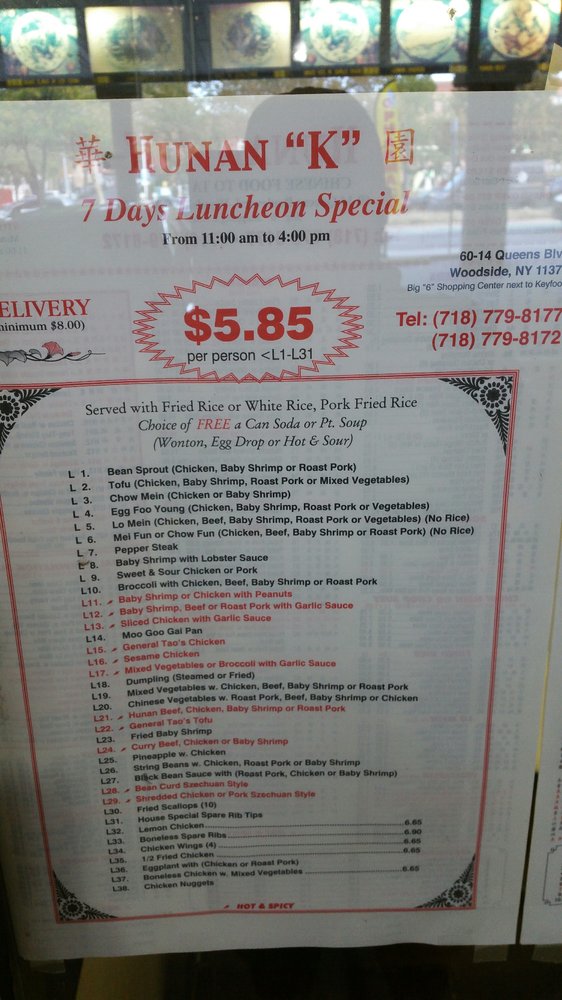 華 HUNAN "K" 園
7 Days Luncheon Special
From 11:00 am to 4:00 pm
60-14 Queens Blv
Woodside, NY 1137
Big "6" Shopping Center next to Keyfoo
ELIVERY
minimum $8.00)
$5.85
per person <L1-L31
Tel: (718) 779-8177
(718) 779-8172
Served with Fried Rice or White Rice, Pork Fried Rice
Choice of FREE a Can Soda or Pt. Soup
(Wonton, Egg Drop or Hot & Sour)
L 1. Bean Sprout (Chicken, Baby Shrimp or Roast Pork)
L 2. Tofu (Chicken, Baby Shrimp, Roast Pork or Mixed Vegetables)
L 3. Chow Mein (Chicken or Baby Shrimp)
L 4. Egg Foo Young (Chicken, Baby Shrimp, Roast Pork or Vegetables)
L 5. Lo Mein (Chicken, Beef, Baby Shrimp, Roast Pork or Vegetables) (No Rice)
L 6. Mei Fun or Chow Fun (Chicken, Beef, Baby Shrimp or Roast Pork) (No Rice)
L 7. Pepper Steak
L 8. Baby Shrimp with Lobster Sauce
L 9. Sweet & Sour Chicken or Pork
L10. Broccoli with Chicken, Beef, Baby Shrimp or Roast Pork
L11. Baby Shrimp or Chicken with Peanuts
L12. Baby Shrimp, Beef or Roast Pork with Garlic Sauce
L13. Sliced Chicken with Garlic Sauce
L14. Moo Goo Gai Pan
L15. General Tao's Chicken
L16. Sesame Chicken
L17. Mixed Vegetables or Broccoli with Garlic Sauce
L18. Dumpling (Steamed or Fried)
L19. Mixed Vegetables w. Chicken, Beef, Baby Shrimp or Roast Pork
L20. Chinese Vegetables w. Roast Pork, Beef, Baby Shrimp or Chicken
L21. Hunan Beef, Chicken, Baby Shrimp or Roast Pork
L22. General Tao's Tofu
L23. Fried Baby Shrimp
L24. Curry Beef, Chicken or Baby Shrimp
L25. Pineapple w. Chicken
L26. String Beans w. Chicken, Roast Pork or Baby Shrimp
L27. Black Bean Sauce with (Roast Pork, Chicken or Baby Shrimp)
L28. Bean Curd Szechuan Style
L29. Shredded Chicken or Pork Szechuan Style
L30. Fried Scallops (10)
L31. House Special Spare Rib Tips
L32. Lemon Chicken 6.65
L33. Boneless Spare Ribs 6.90
L34. Chicken Wings (4) 6.65
L35. 1/2 Fried Chicken 6.65
L36. Eggplant with (Chicken or Roast Pork)
L37. Boneless Chicken w. Mixed Vegetables 6.65
L38. Chicken Nuggets
HOT & SPICY